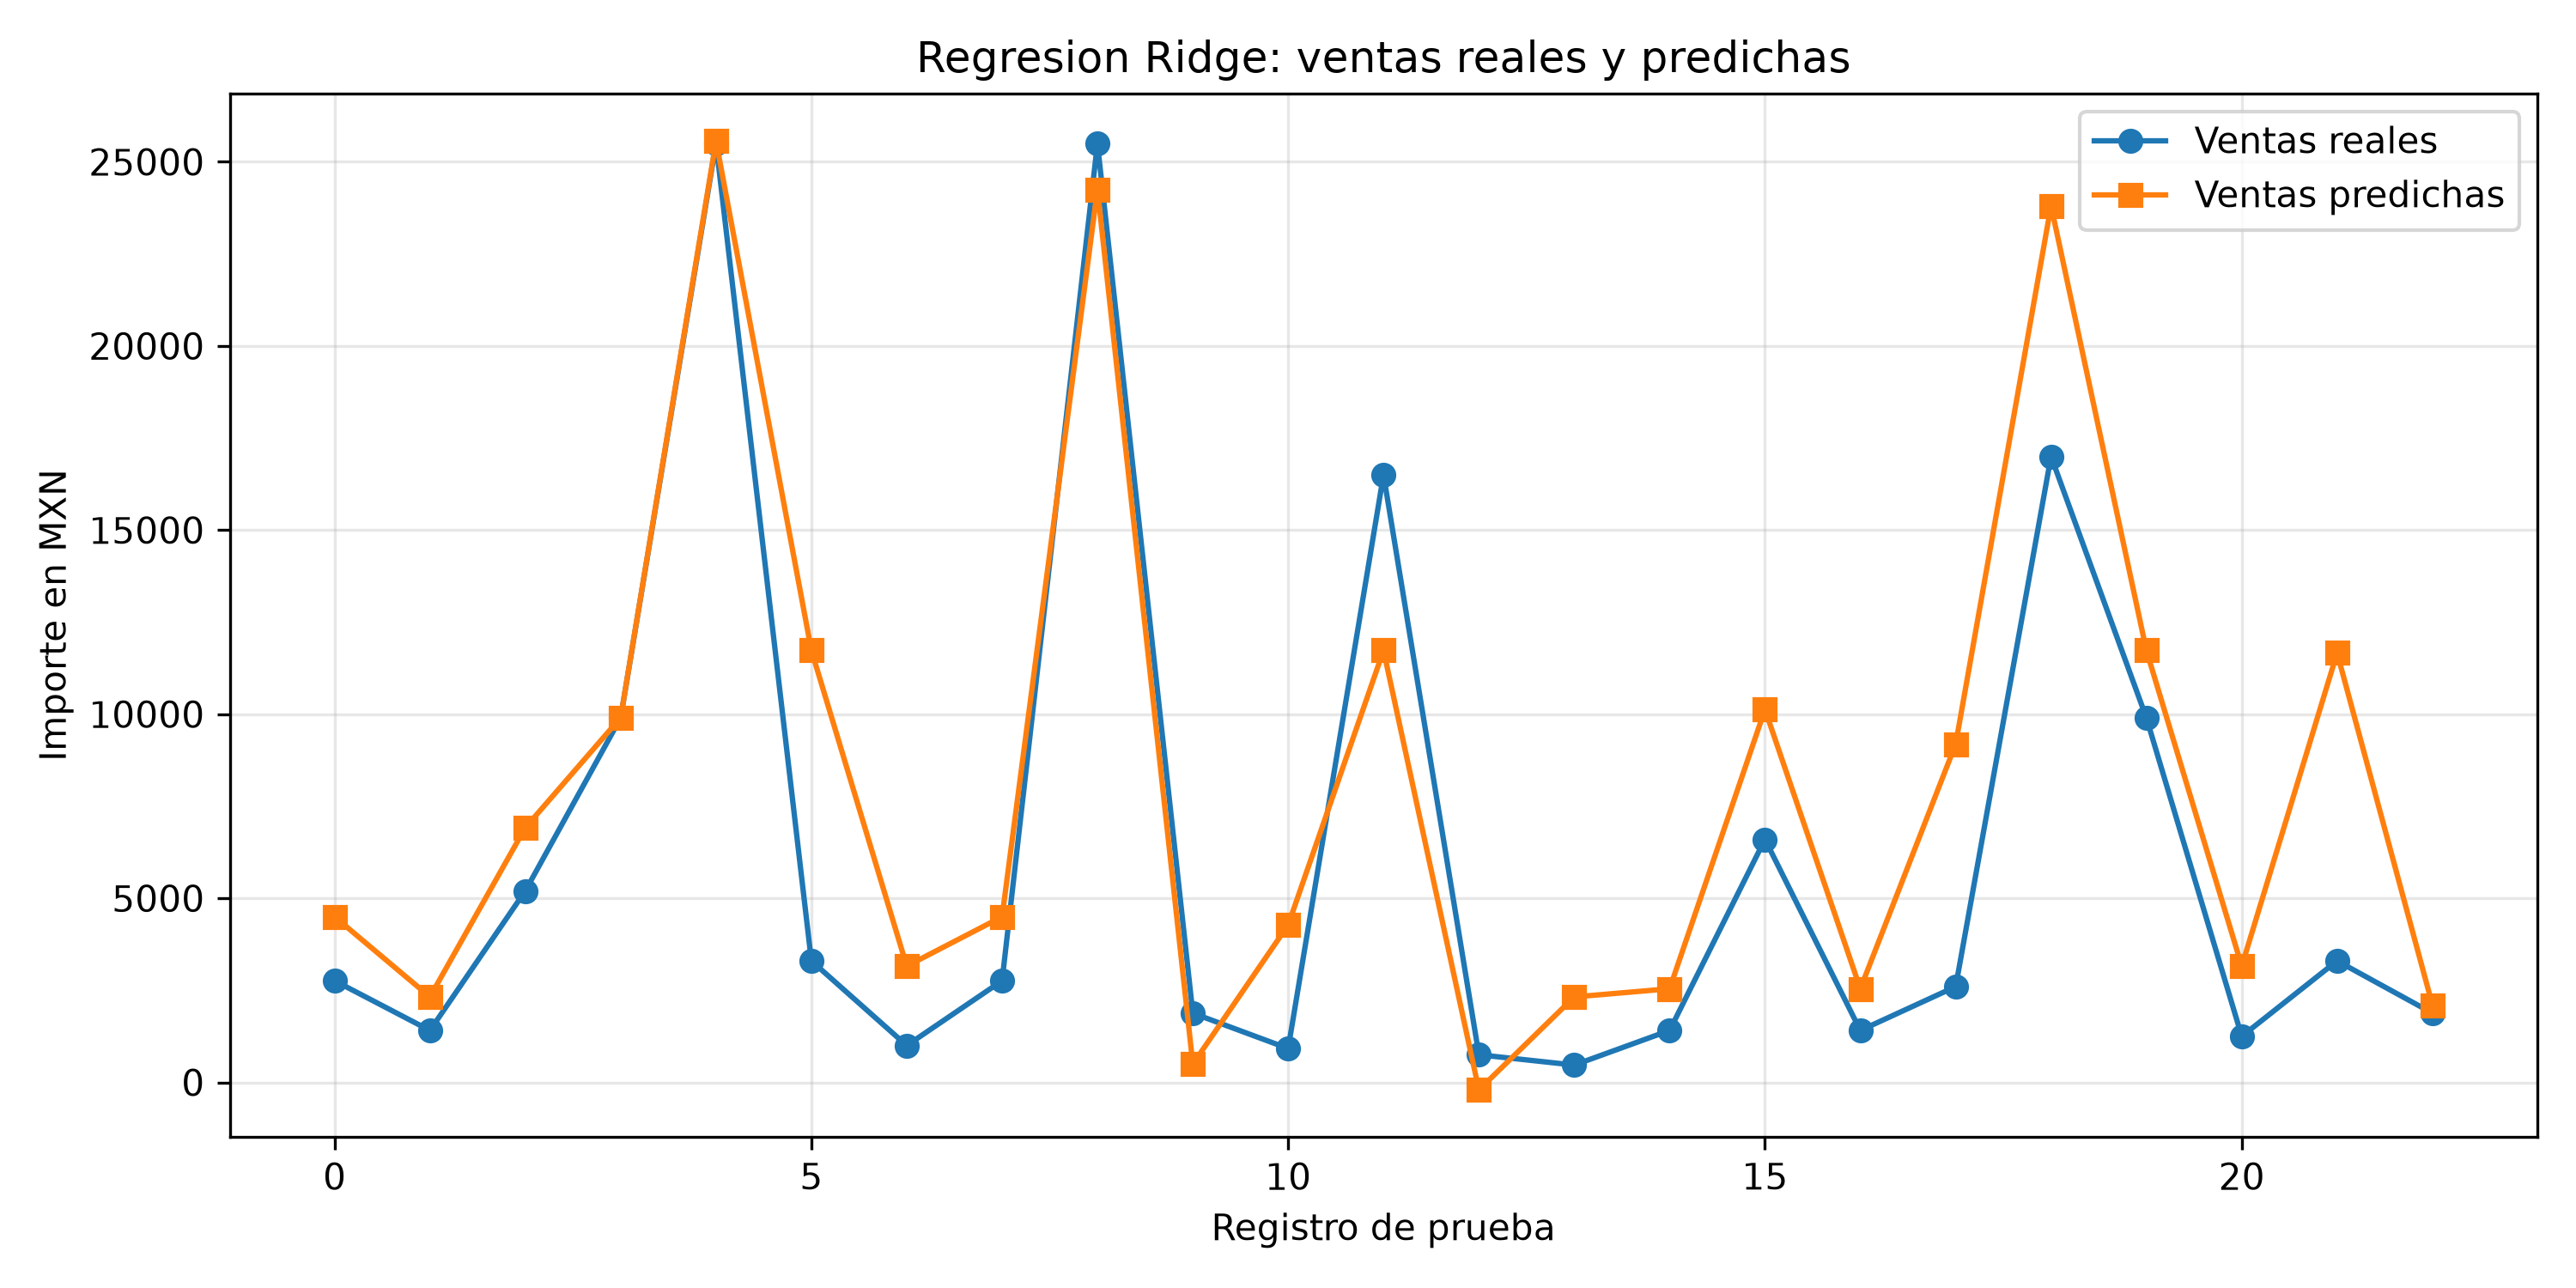 Regresion Ridge: ventas reales y predichas
Ventas reales
Ventas predichas
Importe en MXN
25000
20000
15000
10000
5000
0
0 5 10 15 20
Registro de prueba